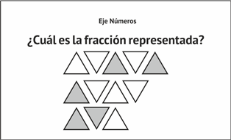 Eje Números
¿Cuál es la fracción representada?